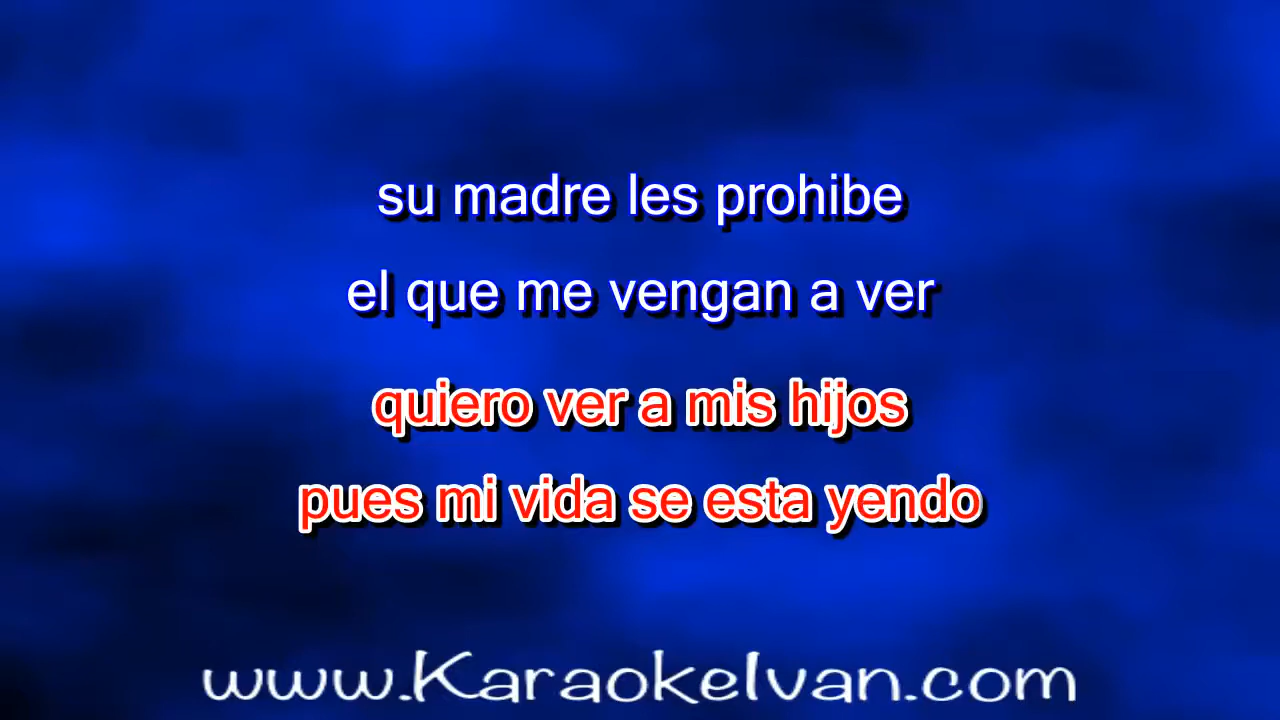 su madre les prohibe
el que me vengan a ver
quiero ver a mis hijos
pues mi vida se esta yendo
www.KaraokeIvan.com